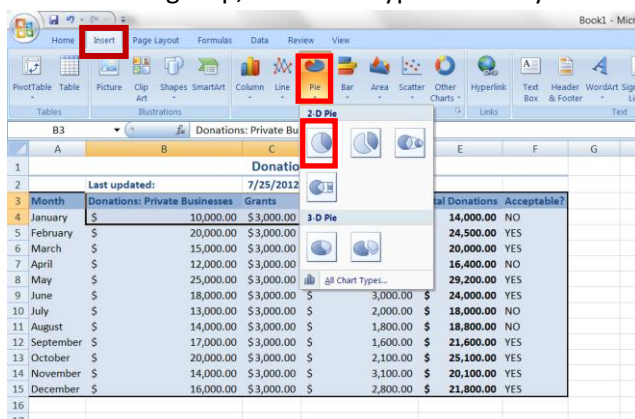 Book1 - Micr
Home Insert Page Layout Formulas Data Review View
PivotTable Table Picture Clip Art Shapes SmartArt Column Line Pie Bar Area Scatter Other Charts Hyperlink Text Box Header & Footer WordArt
Tables Illustrations Links Text
B3 fx Donations: Private Bu
2-D Pie
3-D Pie
All Chart Types...
A B C E F G
1 Donatio
2 Last updated: 7/25/2012
3 Month Donations: Private Businesses Grants tal Donations Acceptable?
4 January $ 10,000.00 $3,000.00 14,000.00 NO
5 February $ 20,000.00 $3,000.00 24,500.00 YES
6 March $ 15,000.00 $3,000.00 20,000.00 YES
7 April $ 12,000.00 $3,000.00 16,400.00 NO
8 May $ 25,000.00 $3,000.00 29,200.00 YES
9 June $ 18,000.00 $3,000.00 $ 3,000.00 $ 24,000.00 YES
10 July $ 13,000.00 $3,000.00 $ 2,000.00 $ 18,000.00 NO
11 August $ 14,000.00 $3,000.00 $ 1,800.00 $ 18,800.00 NO
12 September $ 17,000.00 $3,000.00 $ 1,600.00 $ 21,600.00 YES
13 October $ 20,000.00 $3,000.00 $ 2,100.00 $ 25,100.00 YES
14 November $ 14,000.00 $3,000.00 $ 3,100.00 $ 20,100.00 YES
15 December $ 16,000.00 $3,000.00 $ 2,800.00 $ 21,800.00 YES
16